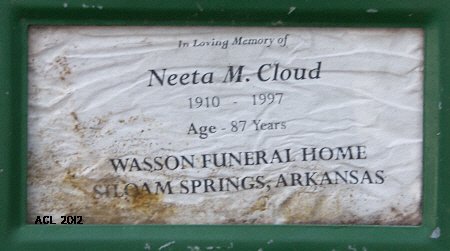 In Loving Memory of
Neeta M. Cloud
1910 - 1997
Age - 87 Years
WASSON FUNERAL HOME
SILOAM SPRINGS, ARKANSAS
ACL 2012